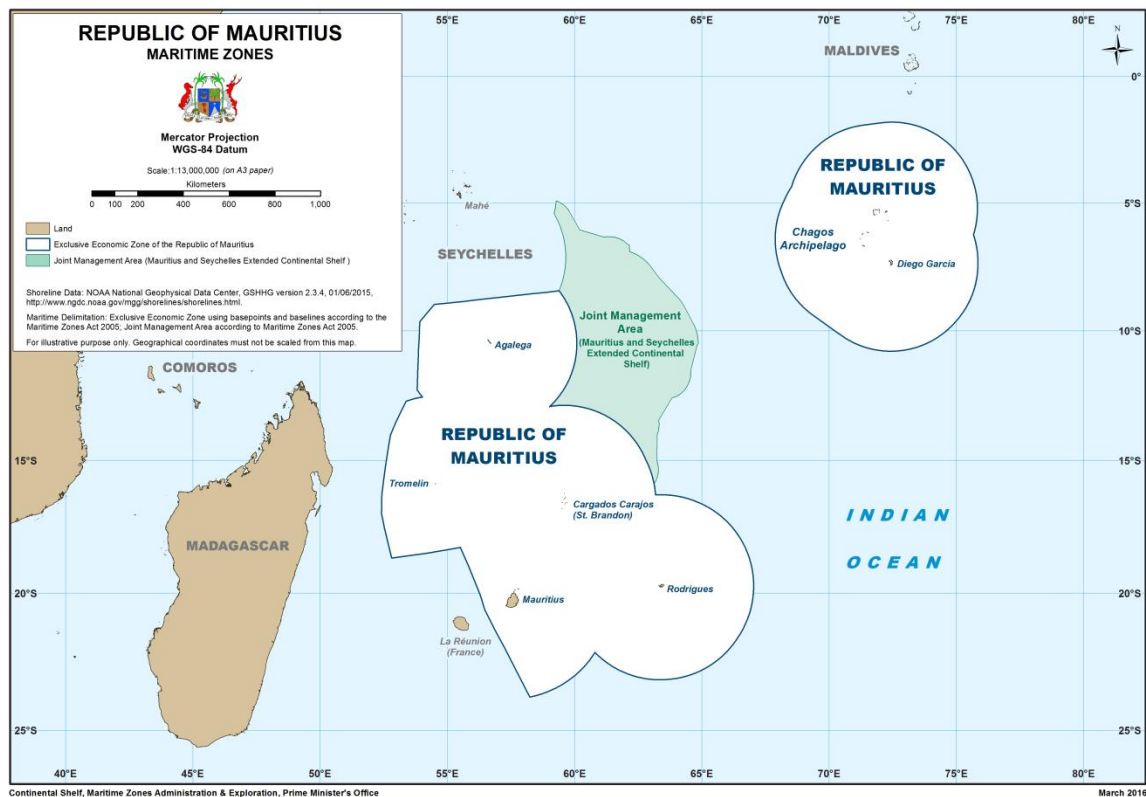 REPUBLIC OF MAURITIUS
MARITIME ZONES
Mercator Projection
WGS-84 Datum
Scale:1:13,000,000 (on A3 paper)
Kilometers
0 100 200 400 600 800 1,000
Land
Exclusive Economic Zone of the Republic of Mauritius
Joint Management Area (Mauritius and Seychelles Extended Continental Shelf )
Shoreline Data: NOAA National Geophysical Data Center, GSHHG version 2.3.4, 01/06/2015,
http://www.ngdc.noaa.gov/mgg/shorelines/shorelines.html.
Maritime Delimitation: Exclusive Economic Zone using basepoints and baselines according to the
Maritime Zones Act 2005; Joint Management Area according to Maritime Zones Act 2005.
For illustrative purpose only. Geographical coordinates must not be scaled from this map.
55°E 60°E 65°E 70°E 75°E 80°E
N
MALDIVES
0° 0°
REPUBLIC OF
MAURITIUS
Mahé
5°S 5°S
Chagos
Archipelago
SEYCHELLES
Diego Garcia
Joint Management
Area
(Mauritius and Seychelles
Extended Continental
Shelf)
10°S 10°S
Agalega
COMOROS
REPUBLIC OF
MAURITIUS
15°S 15°S
Tromelin
Cargados Carajos
(St. Brandon)
INDIAN
OCEAN
MADAGASCAR
Rodrigues
Mauritius
20°S 20°S
La Réunion
(France)
25°S 25°S
40°E 45°E 50°E 55°E 60°E 65°E 70°E 75°E 80°E
Continental Shelf, Maritime Zones Administration & Exploration, Prime Minister's Office